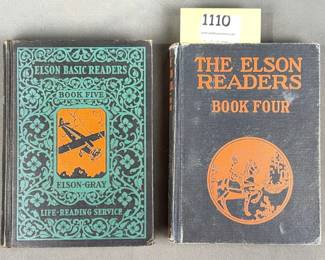 ELSON BASIC READERS
BOOK FIVE
ELSON-GRAY
LIFE-READING SERVICE
1110
THE ELSON
READERS
BOOK FOUR